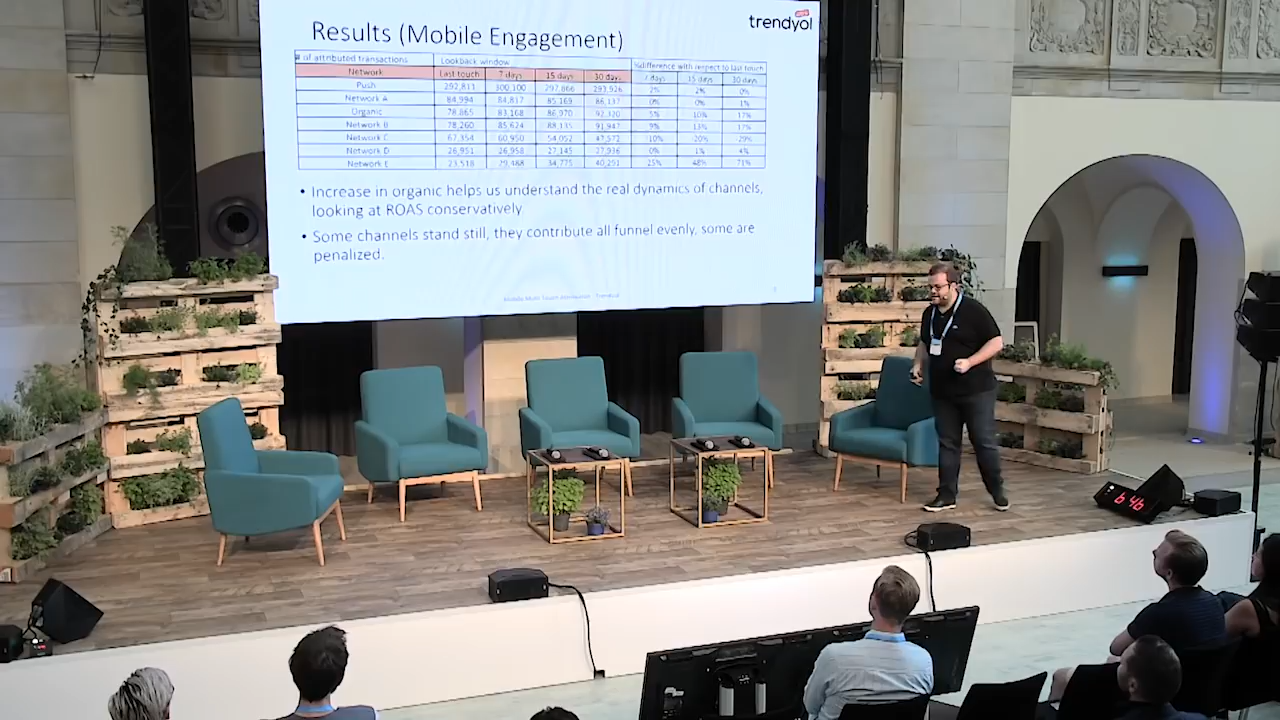 trendyol
Results (Mobile Engagement)
# of attributed transactions Lookback window %difference with respect to last touch
Network Last touch 7 days 15 days 30 days 7 days 15 days 30 days
Push 292,811 300,100 297,866 293,926 2% 2% 0%
Network A 84,994 84,817 85,169 86,137 0% 0% 1%
Organic 78,865 83,168 86,970 92,320 5% 10% 17%
Network B 78,260 85,624 88,135 91,947 9% 13% 17%
Network C 67,354 60,950 54,052 47,572 -10% -20% -29%
Network D 26,951 26,958 27,145 27,936 0% 1% 4%
Network E 23,518 29,488 34,775 40,291 25% 48% 71%
• Increase in organic helps us understand the real dynamics of channels,
looking at ROAS conservatively
• Some channels stand still, they contribute all funnel evenly, some are
penalized.
Mobile Multi Touch Attribution - Trendyol
6 46